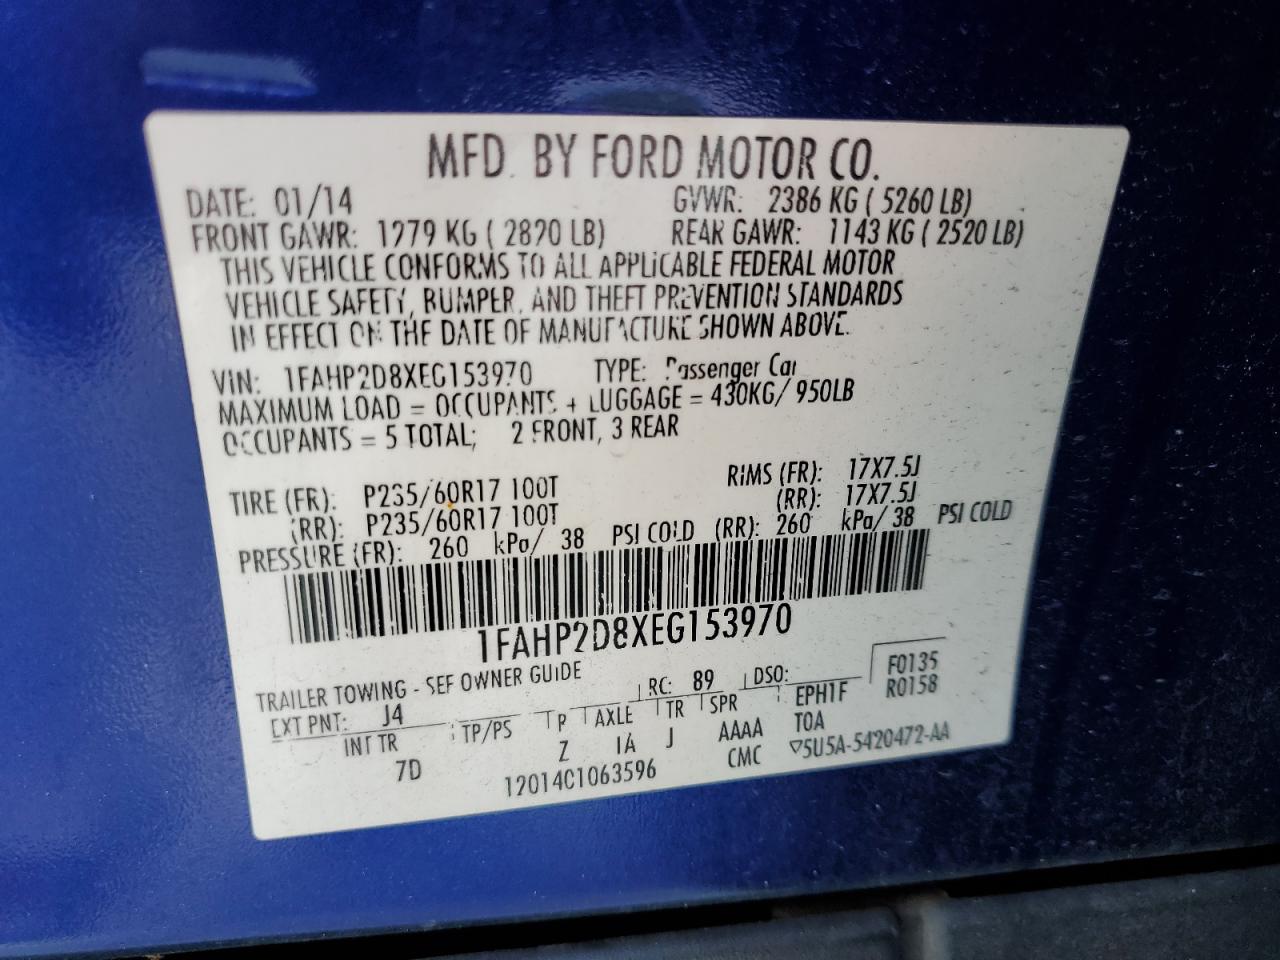 MFD. BY FORD MOTOR CO.
DATE: 01/14 GVWR: 2386 KG ( 5260 LB)
FRONT GAWR: 1279 KG ( 2820 LB) REAR GAWR: 1143 KG ( 2520 LB)
THIS VEHICLE CONFORMS TO ALL APPLICABLE FEDERAL MOTOR
VEHICLE SAFETY, BUMPER, AND THEFT PREVENTION STANDARDS
IN EFFECT ON THE DATE OF MANUFACTURE SHOWN ABOVE.
VIN: 1FAHP2D8XEG153970 TYPE: Passenger Car
MAXIMUM LOAD = OCCUPANTS + LUGGAGE = 430KG/ 950LB
OCCUPANTS = 5 TOTAL; 2 FRONT, 3 REAR
TIRE (FR): P235/60R17 100T RIMS (FR): 17X7.5J
(RR): P235/60R17 100T (RR): 17X7.5J
PRESSURE (FR): 260 kPa/ 38 PSI COLD (RR): 260 kPa/ 38 PSI COLD
1FAHP2D8XEG153970
TRAILER TOWING - SEE OWNER GUIDE
F0135
EXT PNT: J4 RC: 89 DSO: R0158
INT TR TP/PS P AXLE TR SPR EPH1F
7D Z IA J AAAA TOA
12014C1063596 CMC ▽5U5A-5420472-AA